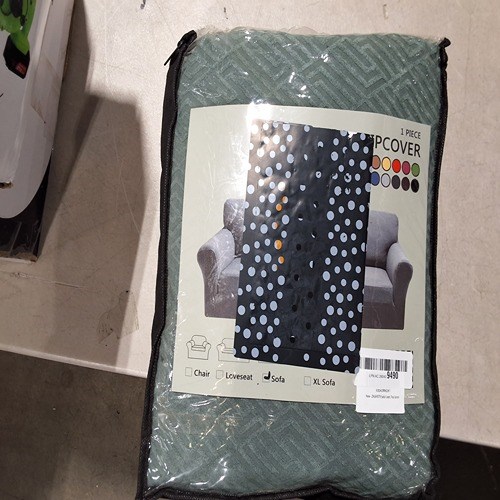 1 PIECE
PCOVER
Chair Loveseat Sofa XL Sofa
9490